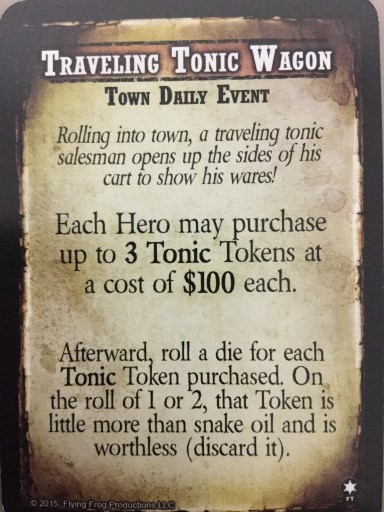 Traveling Tonic Wagon
Town Daily Event
Rolling into town, a traveling tonic
salesman opens up the sides of his
cart to show his wares!
Each Hero may purchase
up to 3 Tonic Tokens at
a cost of $100 each.
Afterward, roll a die for each
Tonic Token purchased. On
the roll of 1 or 2, that Token is
little more than snake oil and is
worthless (discard it).
© 2015 Flying Frog Productions LLC
FT